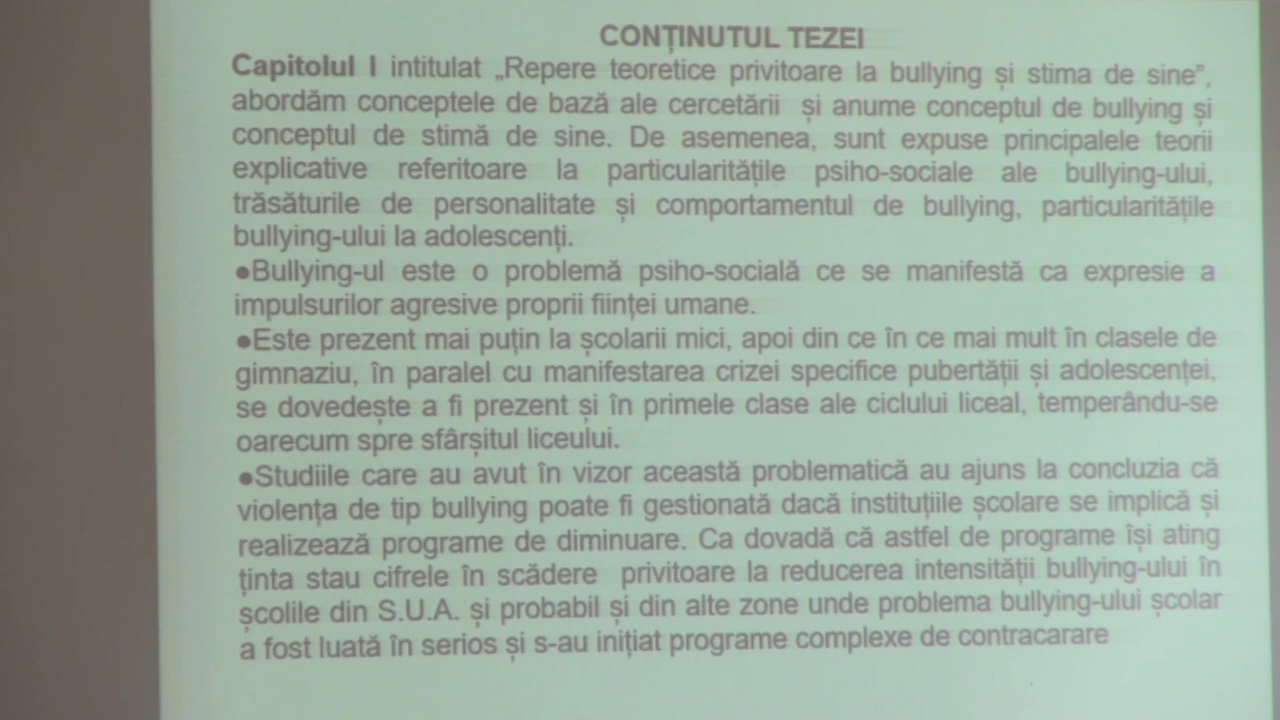 CONȚINUTUL TEZEI
Capitolul I intitulat „Repere teoretice privitoare la bullying și stima de sine”,
abordăm conceptele de bază ale cercetării și anume conceptul de bullying și
conceptul de stimă de sine. De asemenea, sunt expuse principalele teorii
explicative referitoare la particularitățile psiho-sociale ale bullying-ului,
trăsăturile de personalitate și comportamentul de bullying, particularitățile
bullying-ului la adolescenți.
●Bullying-ul este o problemă psiho-socială ce se manifestă ca expresie a
impulsurilor agresive proprii ființei umane.
●Este prezent mai puțin la școlarii mici, apoi din ce în ce mai mult în clasele de
gimnaziu, în paralel cu manifestarea crizei specifice pubertății și adolescenței,
se dovedește a fi prezent și în primele clase ale ciclului liceal, temperându-se
oarecum spre sfârșitul liceului.
●Studiile care au avut în vizor această problematică au ajuns la concluzia că
violența de tip bullying poate fi gestionată dacă instituțiile școlare se implică și
realizează programe de diminuare. Ca dovadă că astfel de programe își ating
ținta stau cifrele în scădere privitoare la reducerea intensității bullying-ului în
școlile din S.U.A. și probabil și din alte zone unde problema bullying-ului școlar
a fost luată în serios și s-au inițiat programe complexe de contracarare